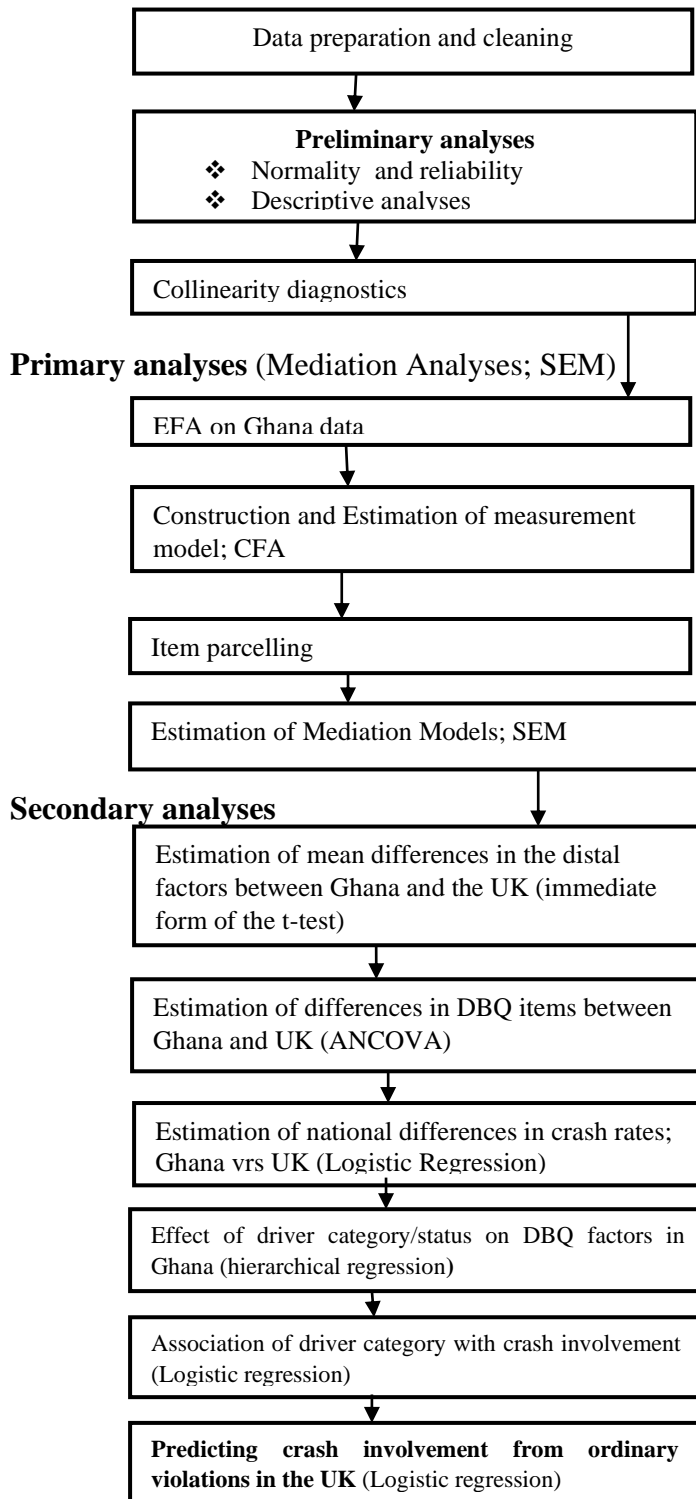 Data preparation and cleaning
Preliminary analyses
❖ Normality and reliability
❖ Descriptive analyses
Collinearity diagnostics
Primary analyses (Mediation Analyses; SEM)
EFA on Ghana data
Construction and Estimation of measurement
model; CFA
Item parcelling
Estimation of Mediation Models; SEM
Secondary analyses
Estimation of mean differences in the distal
factors between Ghana and the UK (immediate
form of the t-test)
Estimation of differences in DBQ items between
Ghana and UK (ANCOVA)
Estimation of national differences in crash rates;
Ghana vrs UK (Logistic Regression)
Effect of driver category/status on DBQ factors in
Ghana (hierarchical regression)
Association of driver category with crash involvement
(Logistic regression)
Predicting crash involvement from ordinary
violations in the UK (Logistic regression)